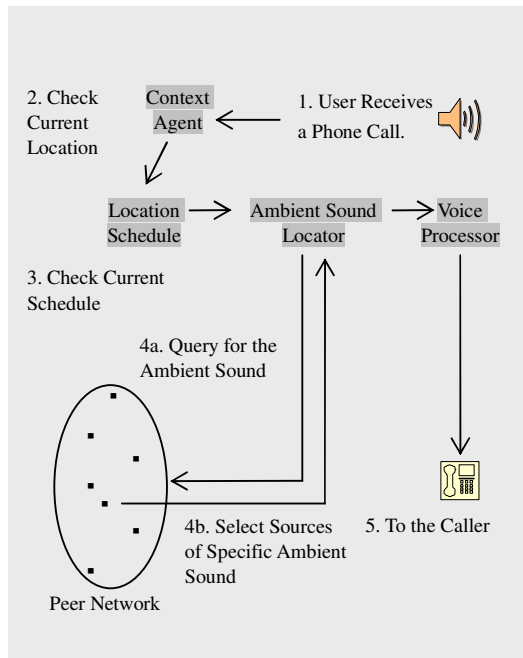 2. Check
Current
Location
Context
Agent
1. User Receives
a Phone Call.
Location
Schedule
Ambient Sound
Locator
Voice
Processor
3. Check Current
Schedule
4a. Query for the
Ambient Sound
4b. Select Sources
of Specific Ambient
Sound
5. To the Caller
Peer Network